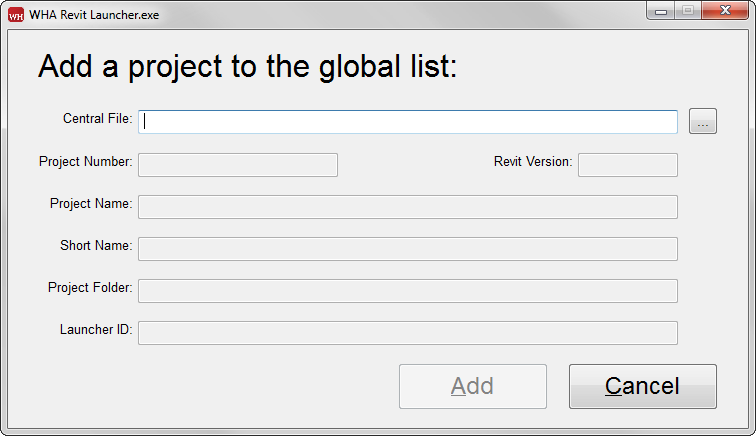 WHA Revit Launcher.exe
Add a project to the global list:
Central File:
...
Project Number:
Revit Version:
Project Name:
Short Name:
Project Folder:
Launcher ID:
Add
Cancel